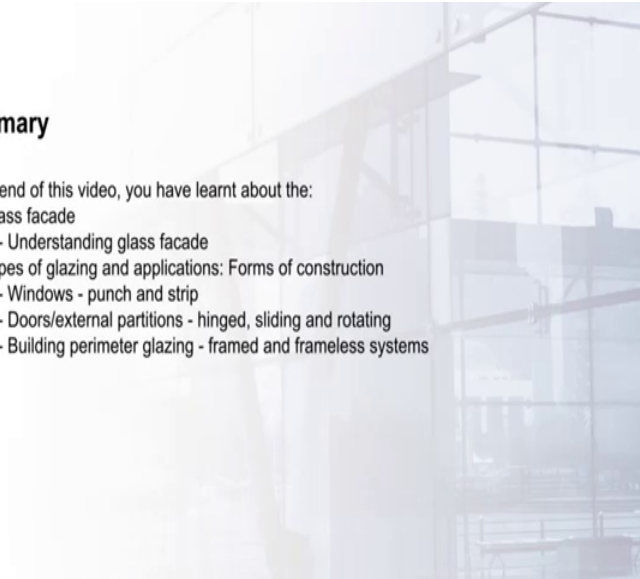 mary
end of this video, you have learnt about the:
ass facade
- Understanding glass facade
pes of glazing and applications: Forms of construction
- Windows - punch and strip
- Doors/external partitions - hinged, sliding and rotating
- Building perimeter glazing - framed and frameless systems